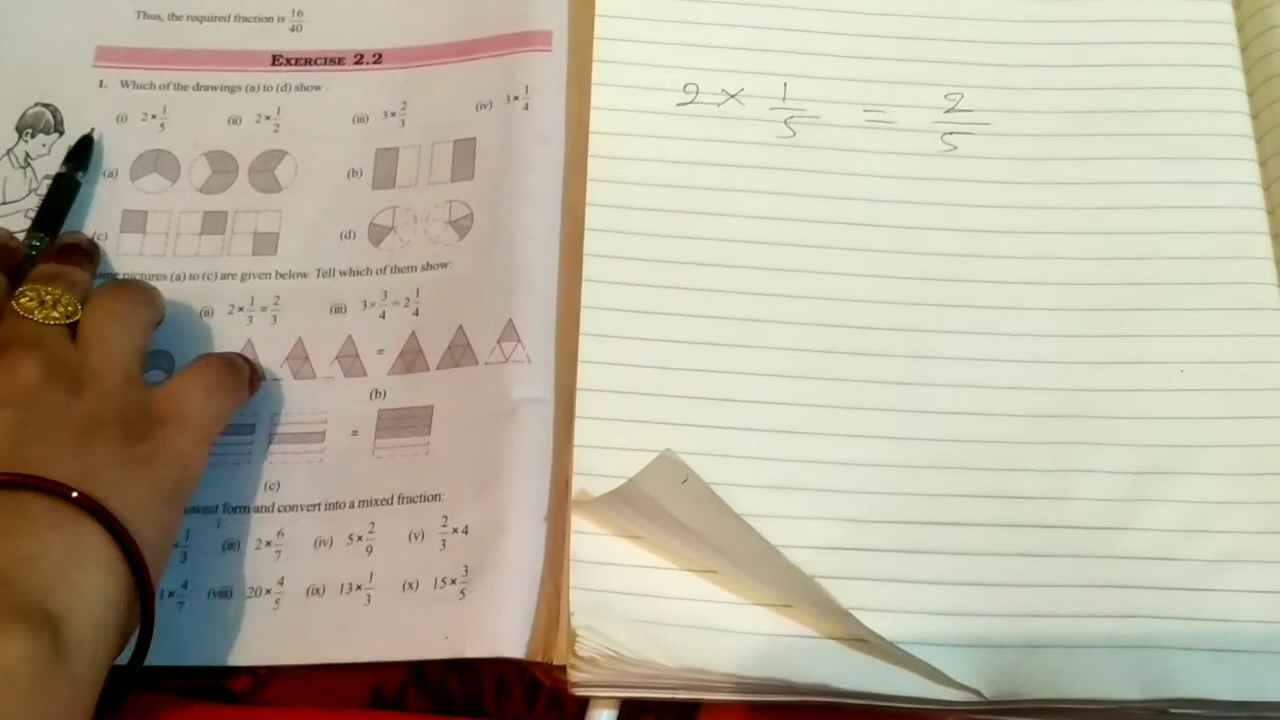 Thus, the required fraction is 16/40
EXERCISE 2.2
1. Which of the drawings (a) to (d) show :
(i) 2 × 1/5 (ii) 2 × 1/2 (iii) 3 × 2/3 (iv) 3 × 1/4
(a) (b)
(c) (d)
pictures (a) to (c) are given below. Tell which of them show:
(ii) 2 × 1/3 = 2/3 (iii) 3 × 3/4 = 2 1/4
=
(b)
=
(c)
form and convert into a mixed fraction:
× 1/3 (iii) 2 × 6/7 (iv) 5 × 2/9 (v) 2/3 × 4
× 4/7 (viii) 20 × 4/5 (ix) 13 × 1/3 (x) 15 × 3/5
2 × 1/5 = 2/5